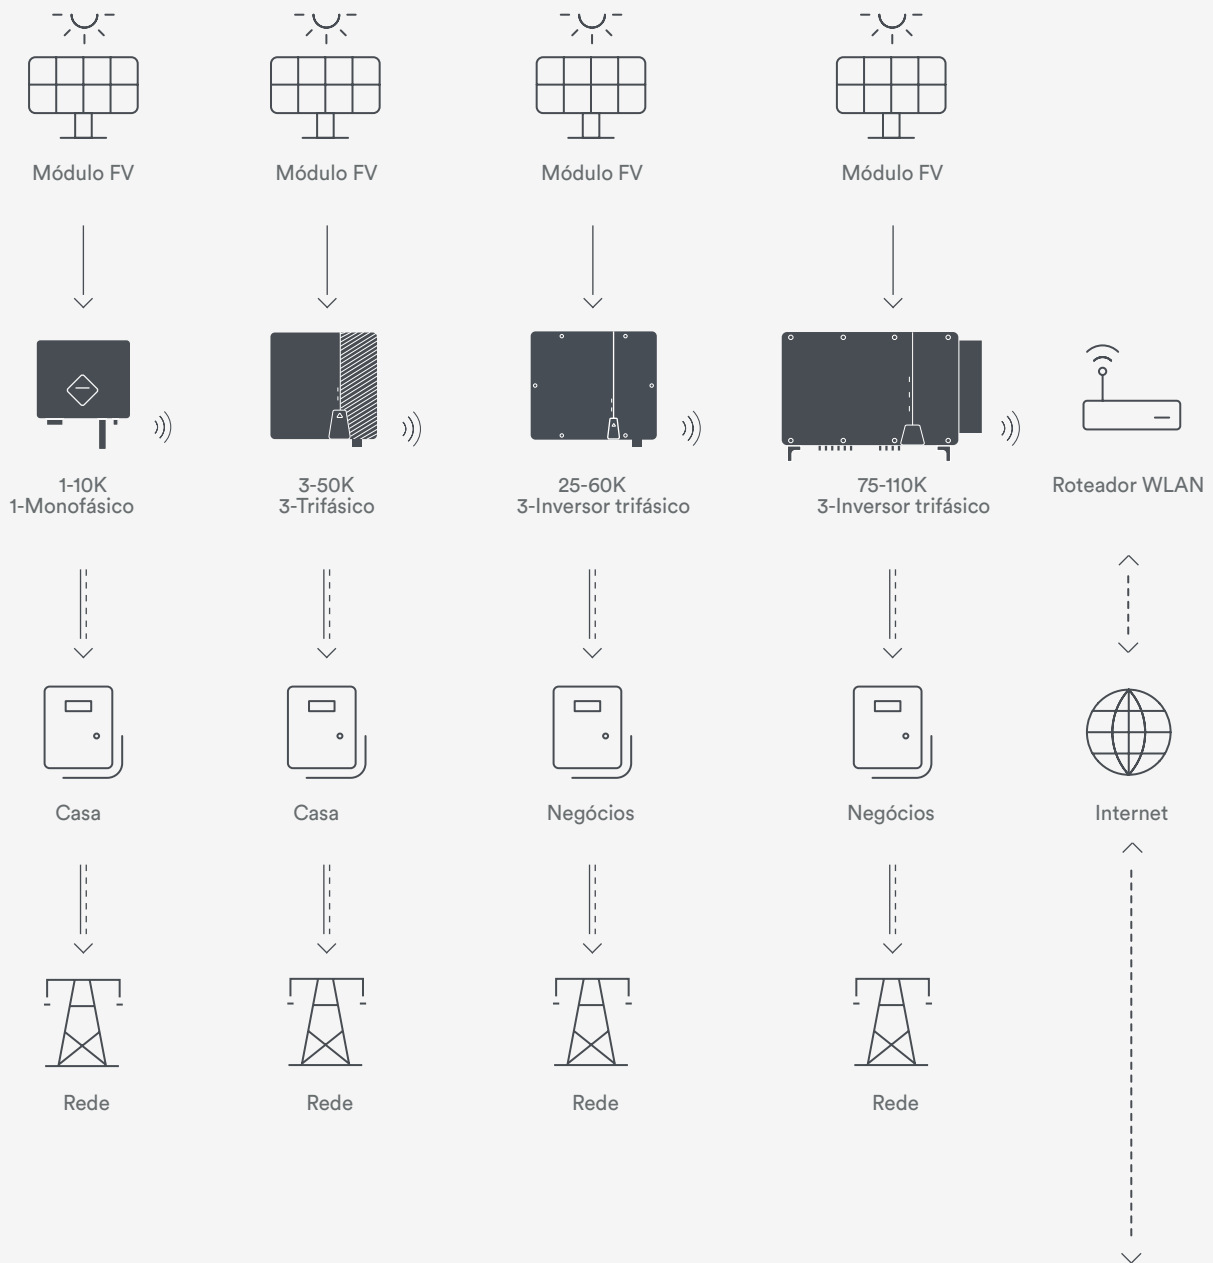 Módulo FV
Módulo FV
Módulo FV
Módulo FV
1-10K
1-Monofásico
3-50K
3-Trifásico
25-60K
3-Inversor trifásico
75-110K
3-Inversor trifásico
Roteador WLAN
Casa
Casa
Negócios
Negócios
Internet
Rede
Rede
Rede
Rede